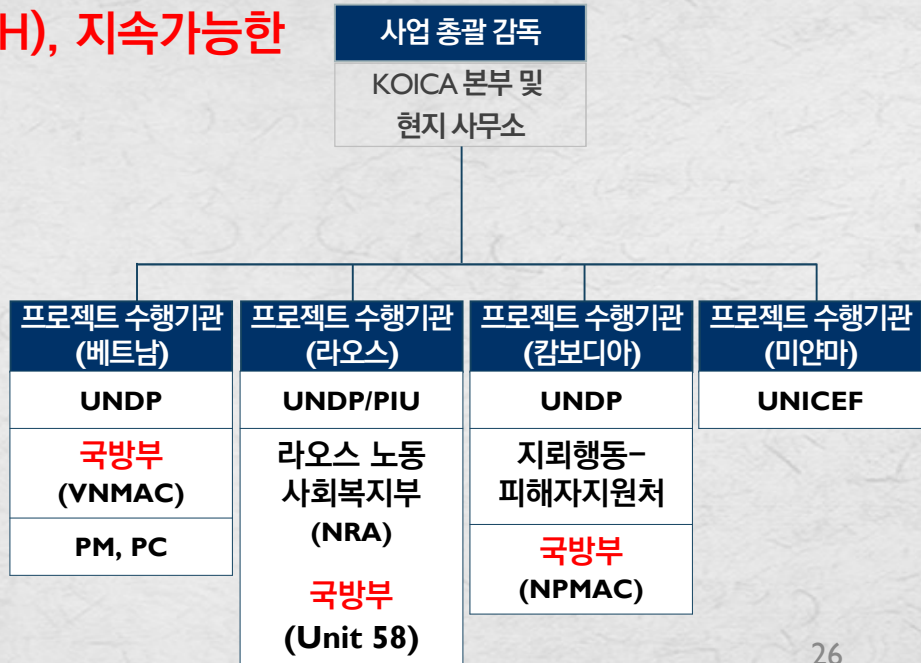 H), 지속가능한
사업 총괄 감독
KOICA 본부 및
현지 사무소
프로젝트 수행기관
(베트남)
UNDP
국방부
(VNMAC)
PM, PC
프로젝트 수행기관
(라오스)
UNDP/PIU
라오스 노동
사회복지부
(NRA)
국방부
(Unit 58)
프로젝트 수행기관
(캄보디아)
UNDP
지뢰행동-
피해자지원처
국방부
(NPMAC)
프로젝트 수행기관
(미얀마)
UNICEF
26